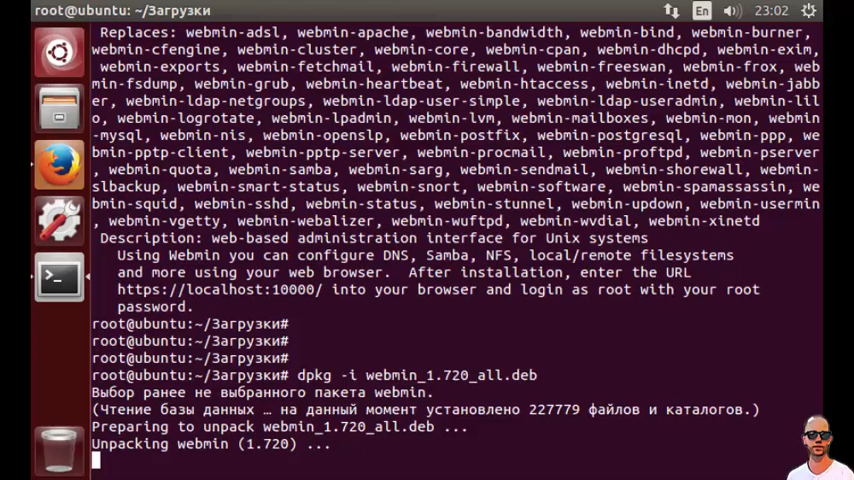 root@ubuntu: ~/Загрузки
En
23:02
Replaces: webmin-adsl, webmin-apache, webmin-bandwidth, webmin-bind, webmin-burner,
webmin-cfengine, webmin-cluster, webmin-core, webmin-cpan, webmin-dhcpd, webmin-exim,
webmin-exports, webmin-fetchmail, webmin-firewall, webmin-freeswan, webmin-frox, web
min-fsdump, webmin-grub, webmin-heartbeat, webmin-htaccess, webmin-inetd, webmin-jabb
er, webmin-ldap-netgroups, webmin-ldap-user-simple, webmin-ldap-useradmin, webmin-lil
o, webmin-logrotate, webmin-lpadmin, webmin-lvm, webmin-mailboxes, webmin-mon, webmin
-mysql, webmin-nis, webmin-openslp, webmin-postfix, webmin-postgresql, webmin-ppp, we
bmin-pptp-client, webmin-pptp-server, webmin-procmail, webmin-proftpd, webmin-pserver
, webmin-quota, webmin-samba, webmin-sarg, webmin-sendmail, webmin-shorewall, webmin-
slbackup, webmin-smart-status, webmin-snort, webmin-software, webmin-spamassassin, we
bmin-squid, webmin-sshd, webmin-status, webmin-stunnel, webmin-updown, webmin-usermin
, webmin-vgetty, webmin-webalizer, webmin-wuftpd, webmin-wvdial, webmin-xinetd
Description: web-based administration interface for Unix systems
Using Webmin you can configure DNS, Samba, NFS, local/remote filesystems
and more using your web browser.  After installation, enter the URL
https://localhost:10000/ into your browser and login as root with your root
password.
root@ubuntu:~/Загрузки#
root@ubuntu:~/Загрузки#
root@ubuntu:~/Загрузки#
root@ubuntu:~/Загрузки# dpkg -i webmin_1.720_all.deb
Выбор ранее не выбранного пакета webmin.
(Чтение базы данных … на данный момент установлено 227779 файлов и каталогов.)
Preparing to unpack webmin_1.720_all.deb ...
Unpacking webmin (1.720) ...